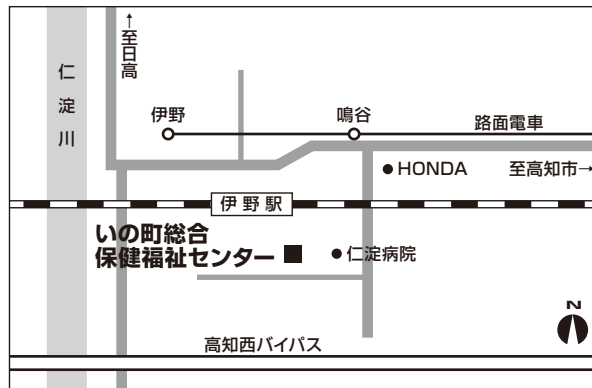 ↑至日高
仁淀川
伊野
鳴谷
路面電車
HONDA
至高知市→
伊野駅
いの町総合
保健福祉センター
仁淀病院
N
高知西バイパス